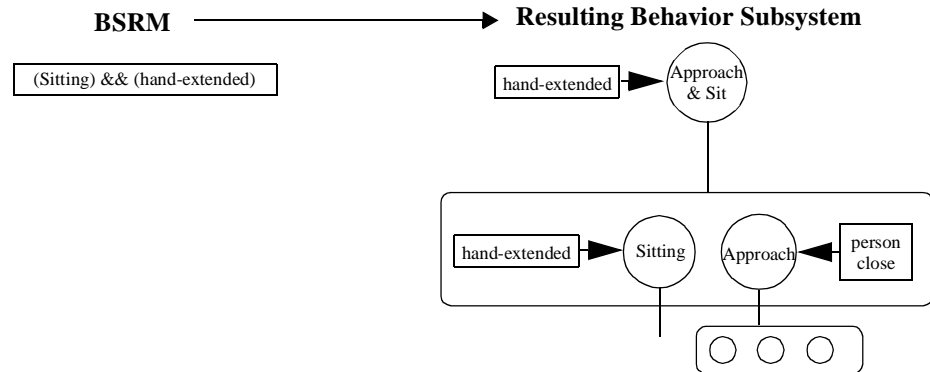 BSRM
Resulting Behavior Subsystem
(Sitting) && (hand-extended)
hand-extended
Approach
& Sit
hand-extended
Sitting
Approach
person
close